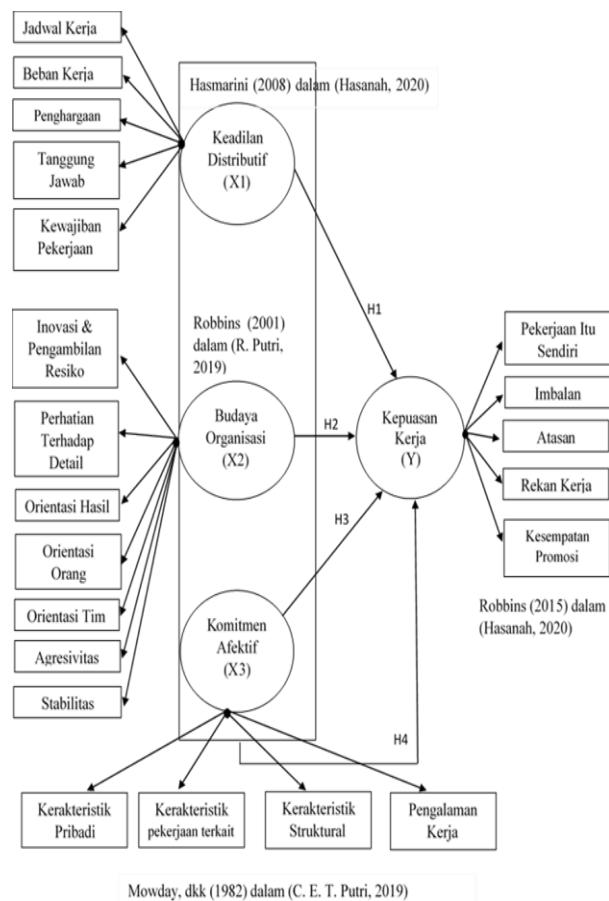 Jadwal Kerja
Beban Kerja
Penghargaan
Tanggung
Jawab
Kewajiban
Pekerjaan
Hasmarini (2008) dalam (Hasanah, 2020)
Keadilan
Distributif
(X1)
H1
Inovasi &
Pengambilan
Resiko
Perhatian
Terhadap
Detail
Orientasi Hasil
Orientasi
Orang
Orientasi Tim
Agresivitas
Stabilitas
Robbins (2001)
dalam (R. Putri,
2019)
Budaya
Organisasi
(X2)
H2
Kepuasan
Kerja
(Y)
H3
Pekerjaan Itu
Sendiri
Imbalan
Atasan
Rekan Kerja
Kesempatan
Promosi
Robbins (2015) dalam
(Hasanah, 2020)
Komitmen
Afektif
(X3)
H4
Kerakteristik
Pribadi
Kerakteristik
pekerjaan terkait
Kerakteristik
Struktural
Pengalaman
Kerja
Mowday, dkk (1982) dalam (C. E. T. Putri, 2019)